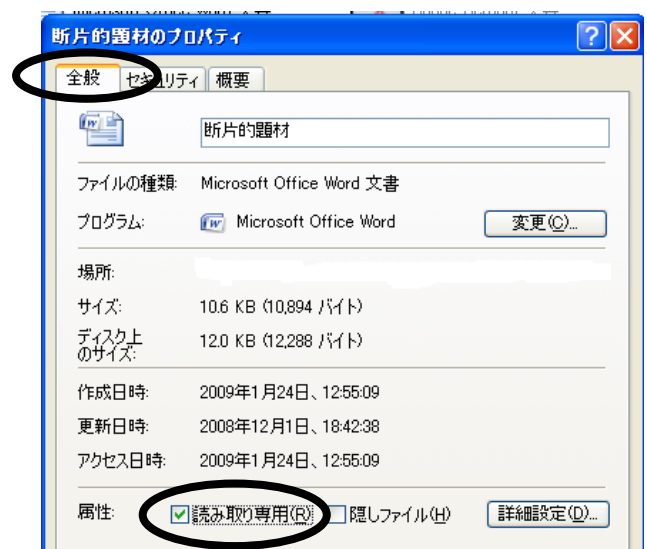 断片的題材のプロパティ
全般 セキュリティ 概要
断片的題材
ファイルの種類: Microsoft Office Word 文書
プログラム: Microsoft Office Word 変更(C)...
場所:
サイズ: 10.6 KB (10,894 バイト)
ディスク上
のサイズ: 12.0 KB (12,288 バイト)
作成日時: 2009年1月24日、12:55:09
更新日時: 2008年12月1日、18:42:38
アクセス日時: 2009年1月24日、12:55:09
属性: 読み取り専用(R) 隠しファイル(H) 詳細設定(D)...